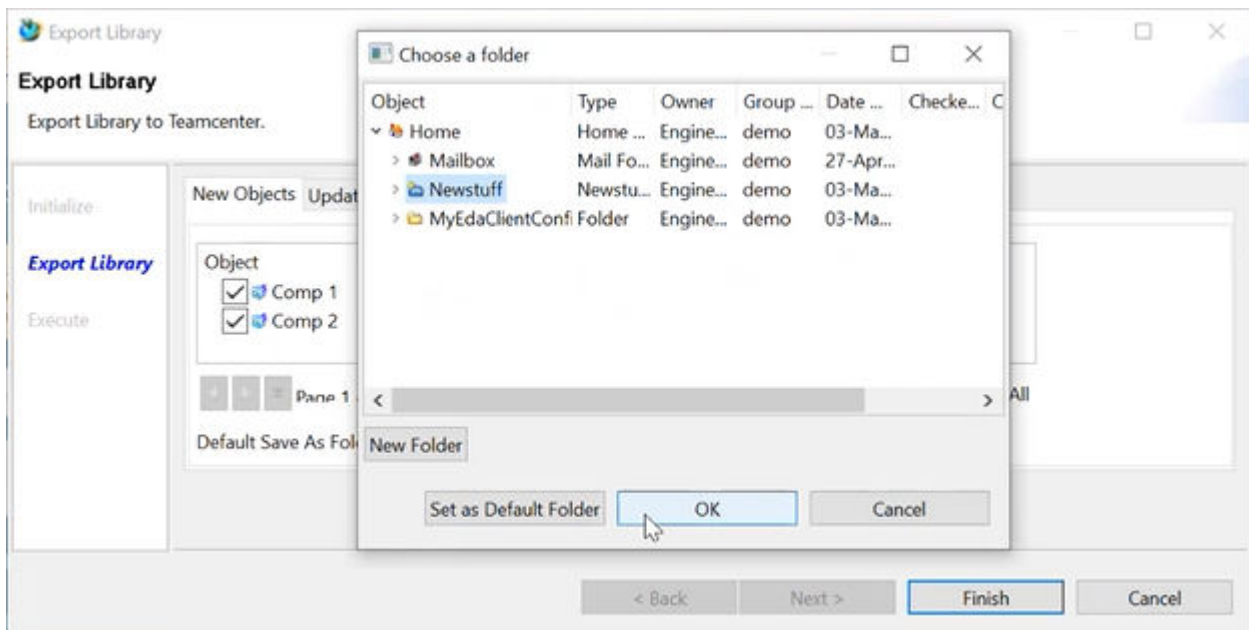 Export Library
Export Library
Export Library to Teamcenter.
Initialize
Export Library
Execute
New Objects Updat
Object
Comp 1
Comp 2
Page 1
All
Default Save As Fol
Choose a folder
Object Type Owner Group ... Date ... Checke... C
Home Home ... Engine... demo 03-Ma...
Mailbox Mail Fo... Engine... demo 27-Apr...
Newstuff Newstu... Engine... demo 03-Ma...
MyEdaClientConfi Folder Engine... demo 03-Ma...
New Folder
Set as Default Folder OK Cancel
< Back Next > Finish Cancel